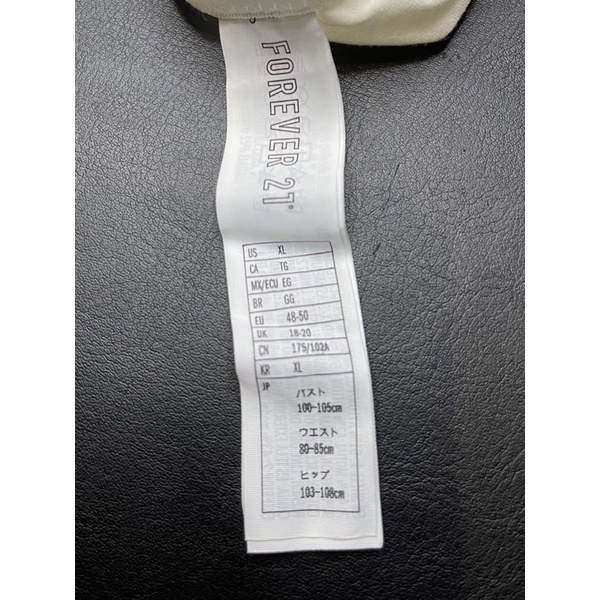 FOREVER 21®
US XL
CA TG
MX/ECU EG
BR GG
EU 48-50
UK 18-20
CN 175/102A
KR XL
JP
バスト
100-105cm
ウエスト
80-85cm
ヒップ
103-108cm